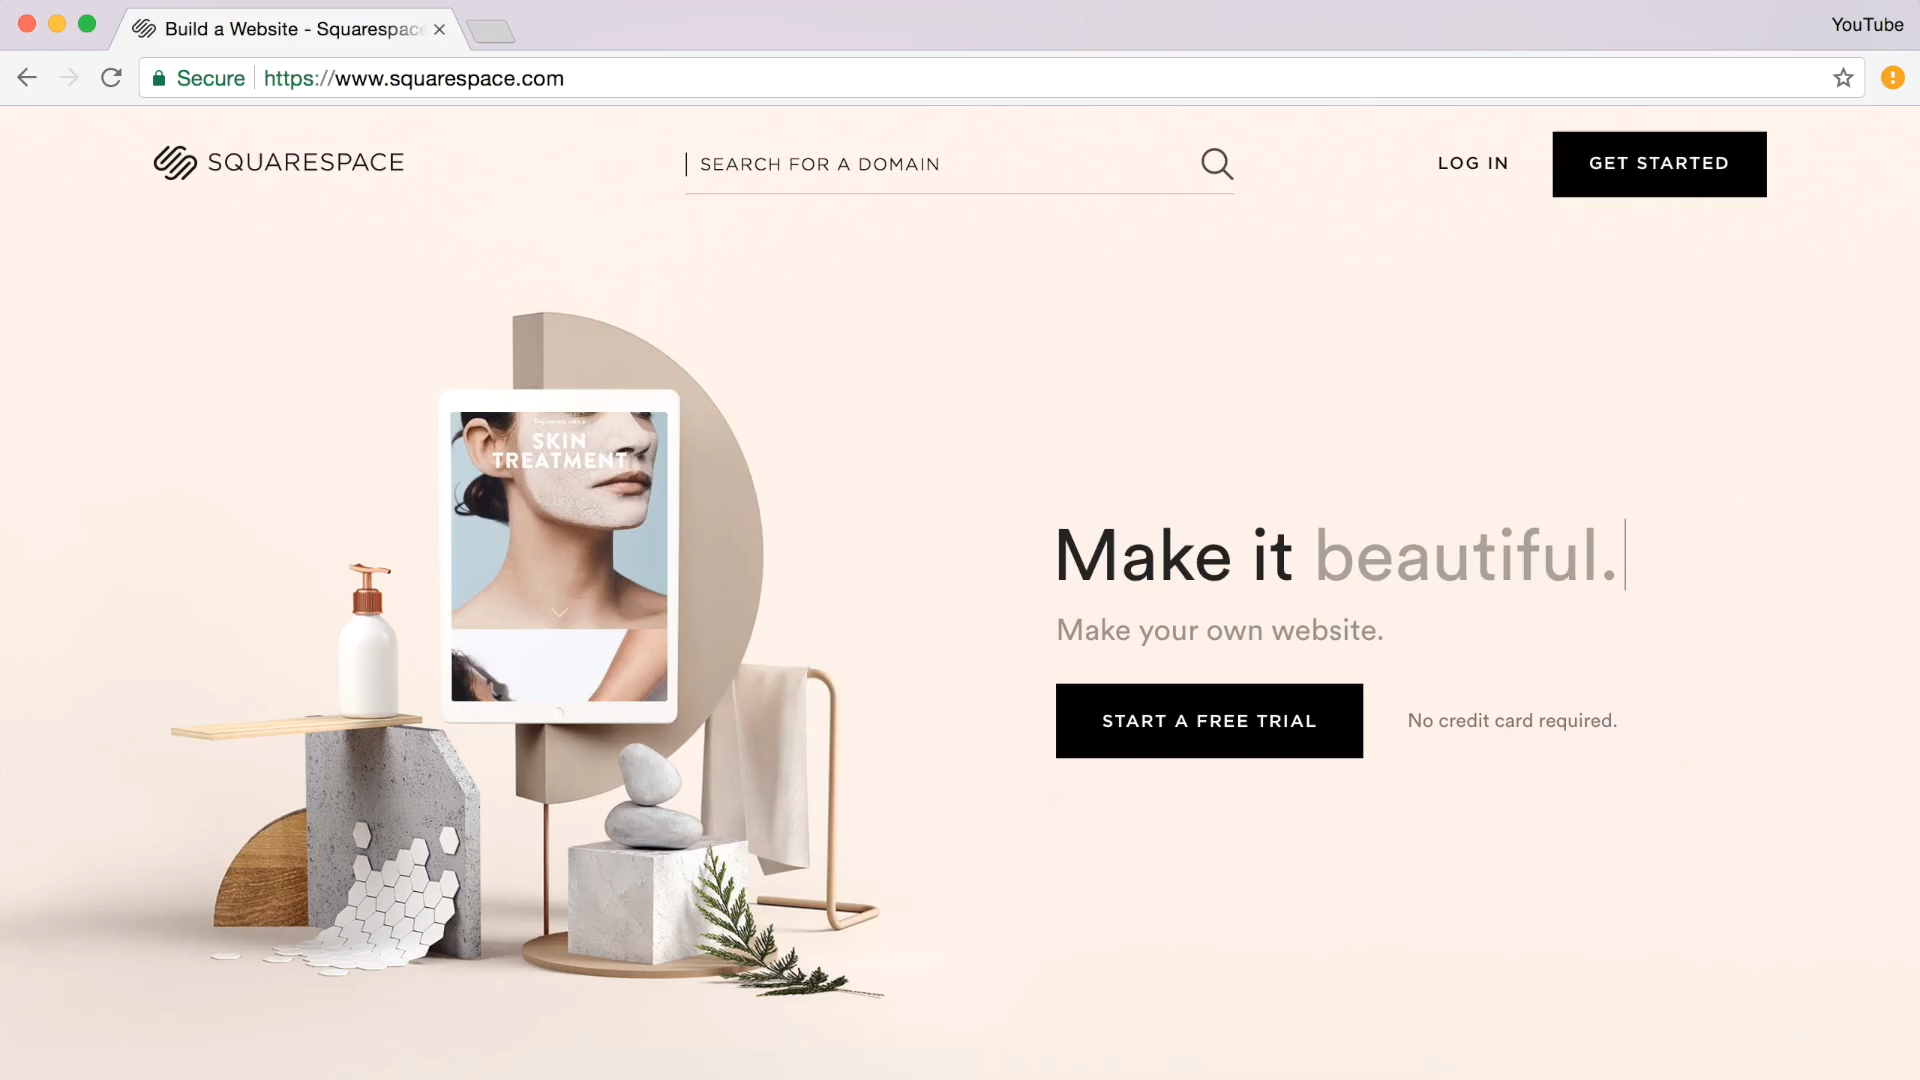 Build a Website - Squarespace
YouTube
Secure
https://www.squarespace.com
SQUARESPACE
SEARCH FOR A DOMAIN
LOG IN
GET STARTED
SKIN
TREATMENT
Make it beautiful.
Make your own website.
START A FREE TRIAL
No credit card required.